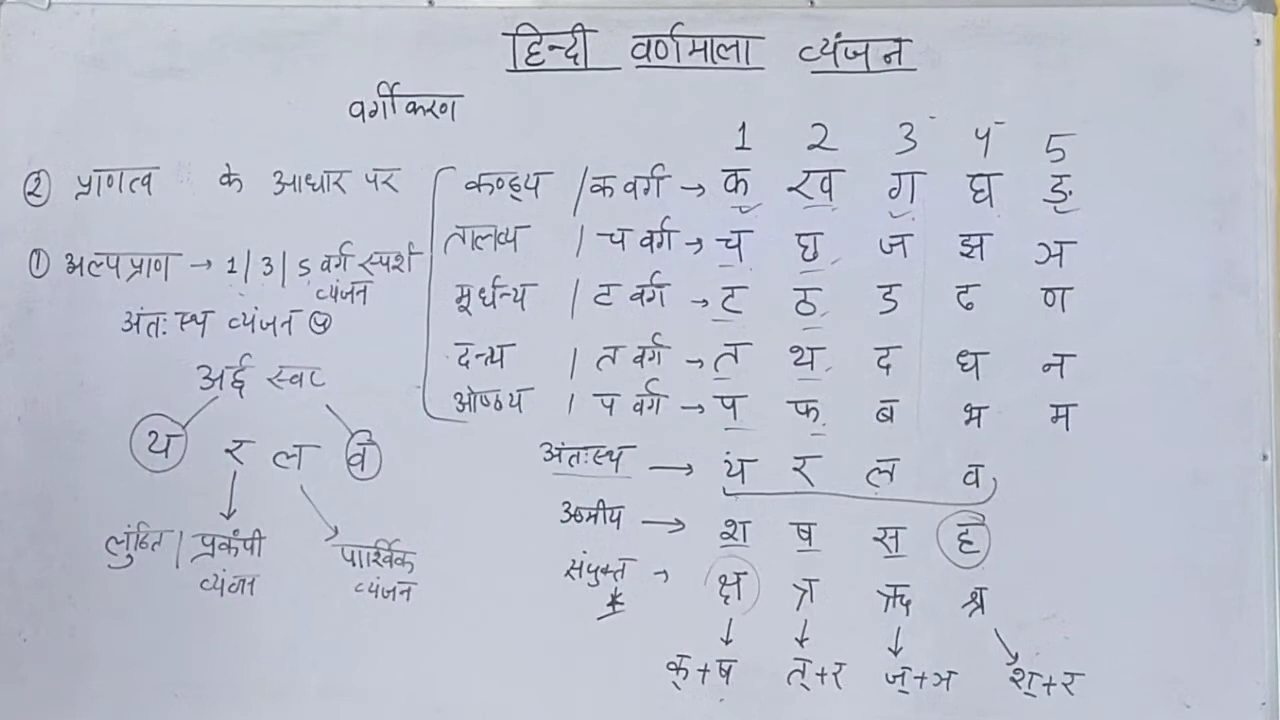 हिन्दी वर्णमाला व्यंजन
वर्गीकरण
1 2 3 4 5
② प्राणत्व के आधार पर
कण्ठ्य / क वर्ग → क ख ग घ ङ
तालव्य / च वर्ग → च छ ज झ ञ
① अल्पप्राण → 1 / 3 / 5 वर्ग स्पर्श
व्यंजन
मूर्धन्य / ट वर्ग → ट ठ ड ढ ण
अंतःस्थ व्यंजन
दन्त्य / त वर्ग → त थ द ध न
अर्द्ध स्वर
ओष्ठ्य / प वर्ग → प फ ब भ म
य र ल व
अंतःस्थ → य र ल व
ऊष्मीय → श ष स ह
लुंठित / प्रकंपी
व्यंजन
पार्श्विक
व्यंजन
संयुक्त → क्ष त्र ज्ञ श्र
क्+ष त्+र ज्+ञ श्+र